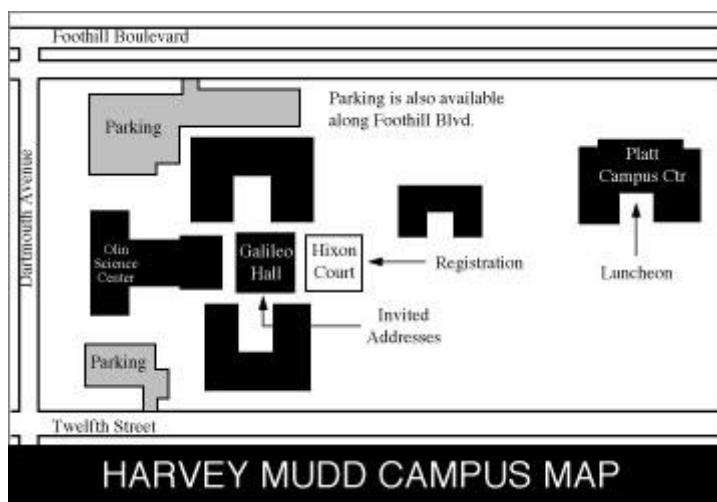 Foothill Boulevard
Parking is also available
along Foothill Blvd.
Parking
Platt
Campus Ctr
Dartmouth Avenue
Olin
Science
Center
Galileo
Hall
Hixon
Court
Registration
Luncheon
Invited
Addresses
Parking
Twelfth Street
HARVEY MUDD CAMPUS MAP